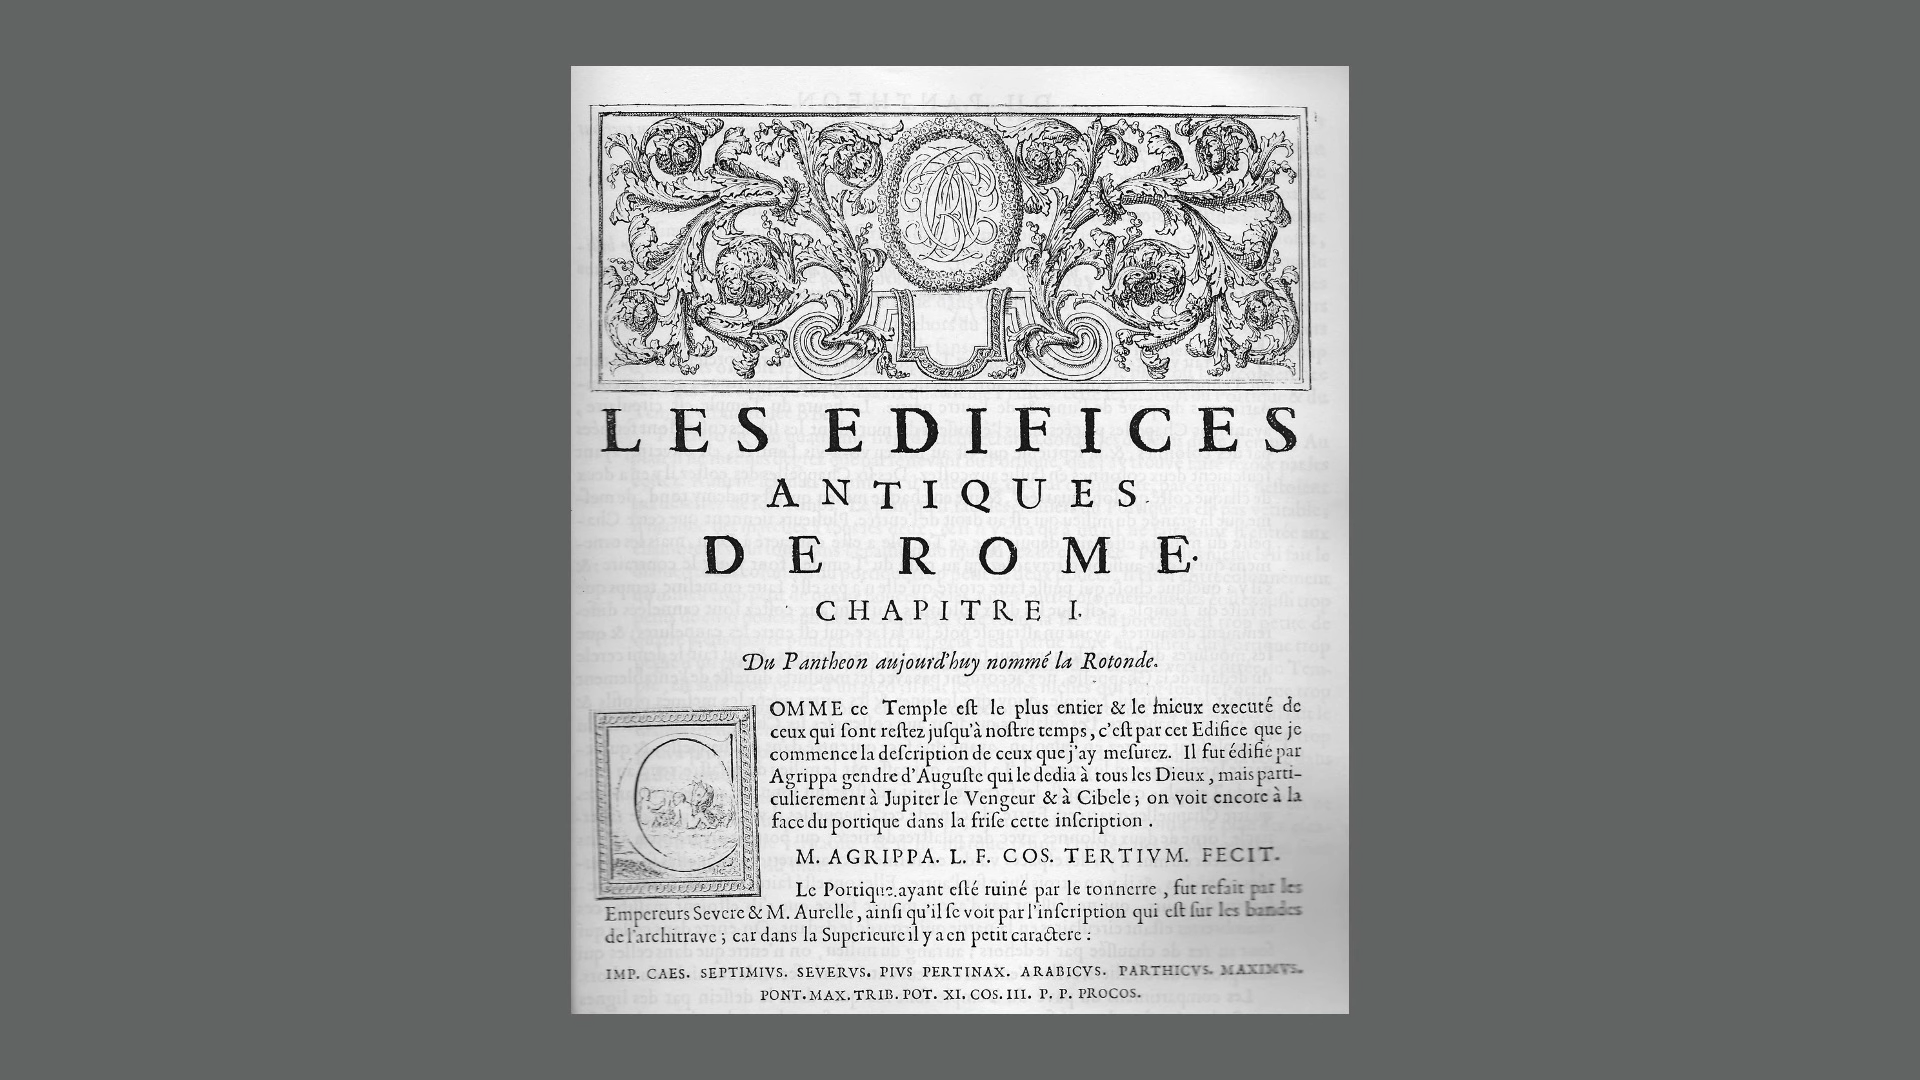 LES EDIFICES
ANTIQUES
DE ROME.
CHAPITRE I.
Du Pantheon aujourd'huy nommé la Rotonde.
COMME ce Temple eſt le plus entier & le mieux executé de
ceux qui ſont reſtez juſqu'à noſtre temps, c'eſt par cet Edifice que je
commence la deſcription de ceux que j'ay meſurez. Il fut édifié par
Agrippa gendre d'Auguſte qui le dedia à tous les Dieux, mais parti-
culierement à Jupiter le Vengeur & à Cibele; on voit encore à la
face du portique dans la friſe cette inſcription.
M. AGRIPPA. L. F. COS. TERTIVM. FECIT.
Le Portique ayant eſté ruiné par le tonnerre, fut refait par les
Empereurs Severe & M. Aurelle, ainſi qu'il ſe voit par l'inſcription qui eſt ſur les bandes
de l'architrave; car dans la Superieure il y a en petit caractere:
IMP. CAES. SEPTIMIVS. SEVERVS. PIVS PERTINAX. ARABICVS. PARTHICVS. MAXIMVS.
PONT. MAX. TRIB. POT. XI. COS. III. P. P. PROCOS.